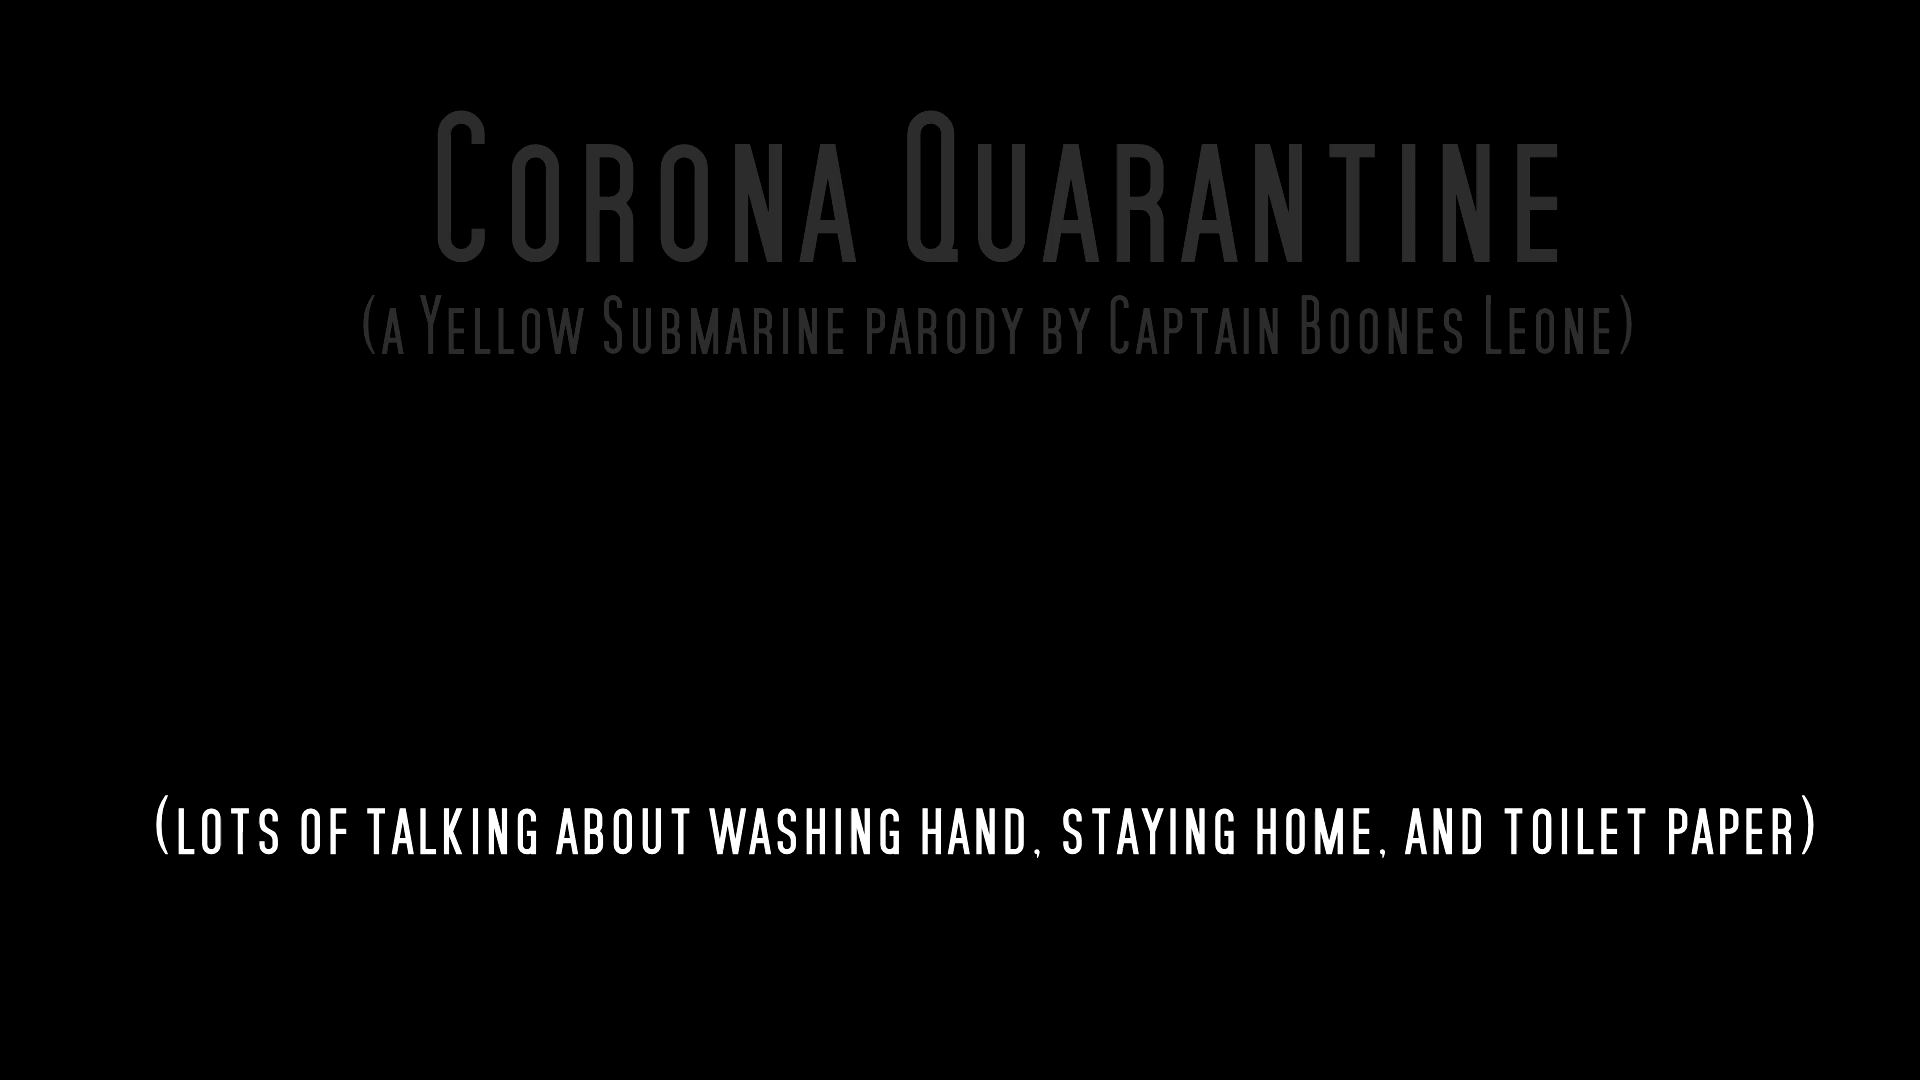 Corona Quarantine
(a Yellow Submarine parody by Captain Boones Leone)
(lots of talking about washing hand, staying home, and toilet paper)